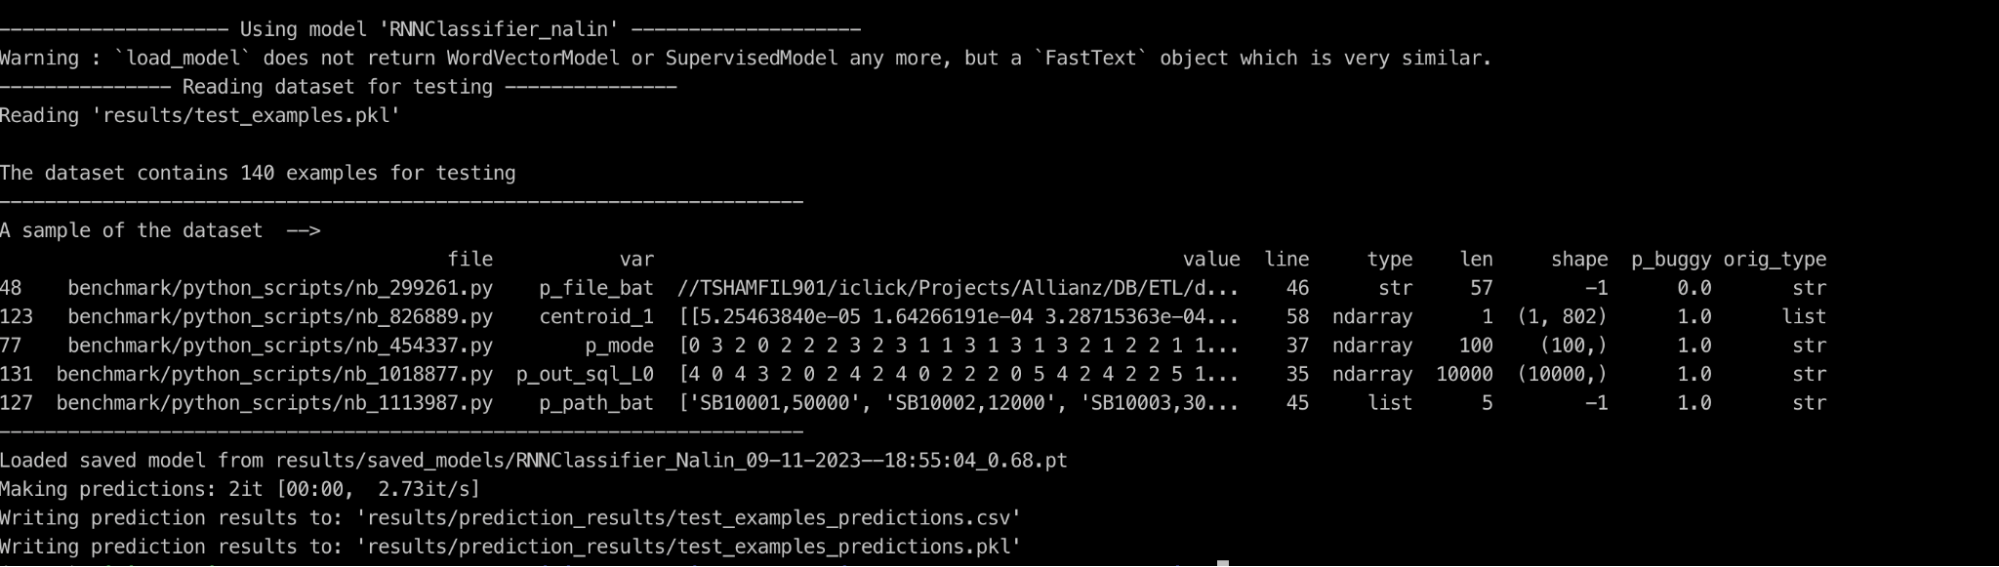 -------------------- Using model 'RNNClassifier_nalin' --------------------
Warning : `load_model` does not return WordVectorModel or SupervisedModel any more, but a `FastText` object which is very similar.
--------------- Reading dataset for testing ---------------
Reading 'results/test_examples.pkl'
The dataset contains 140 examples for testing
----------------------------------------------------------------------
A sample of the dataset  -->
file var value line type len shape p_buggy orig_type
48 benchmark/python_scripts/nb_299261.py p_file_bat //TSHAMFIL901/iclick/Projects/Allianz/DB/ETL/d... 46 str 57 -1 0.0 str
123 benchmark/python_scripts/nb_826889.py centroid_1 [[5.25463840e-05 1.64266191e-04 3.28715363e-04... 58 ndarray 1 (1, 802) 1.0 list
77 benchmark/python_scripts/nb_454337.py p_mode [0 3 2 0 2 2 2 3 2 3 1 1 3 1 3 1 3 2 1 2 2 1 1... 37 ndarray 100 (100,) 1.0 str
131 benchmark/python_scripts/nb_1018877.py p_out_sql_L0 [4 0 4 3 2 0 2 4 2 4 0 2 2 2 0 5 4 2 4 2 2 5 1... 35 ndarray 10000 (10000,) 1.0 str
127 benchmark/python_scripts/nb_1113987.py p_path_bat ['SB10001,50000', 'SB10002,12000', 'SB10003,30... 45 list 5 -1 1.0 str
----------------------------------------------------------------------
Loaded saved model from results/saved_models/RNNClassifier_Nalin_09-11-2023--18:55:04_0.68.pt
Making predictions: 2it [00:00,  2.73it/s]
Writing prediction results to: 'results/prediction_results/test_examples_predictions.csv'
Writing prediction results to: 'results/prediction_results/test_examples_predictions.pkl'